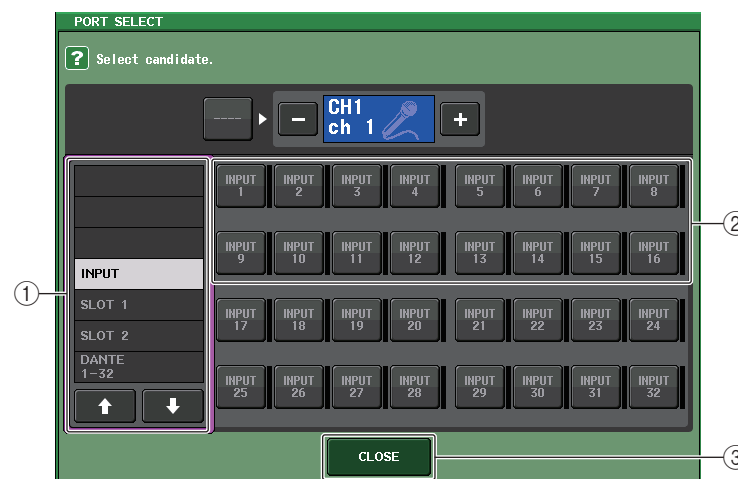 PORT SELECT
? Select candidate.
----
−
CH1
ch 1
+
INPUT
SLOT 1
SLOT 2
DANTE
1-32
INPUT 1
INPUT 2
INPUT 3
INPUT 4
INPUT 5
INPUT 6
INPUT 7
INPUT 8
INPUT 9
INPUT 10
INPUT 11
INPUT 12
INPUT 13
INPUT 14
INPUT 15
INPUT 16
INPUT 17
INPUT 18
INPUT 19
INPUT 20
INPUT 21
INPUT 22
INPUT 23
INPUT 24
INPUT 25
INPUT 26
INPUT 27
INPUT 28
INPUT 29
INPUT 30
INPUT 31
INPUT 32
CLOSE
1
2
3